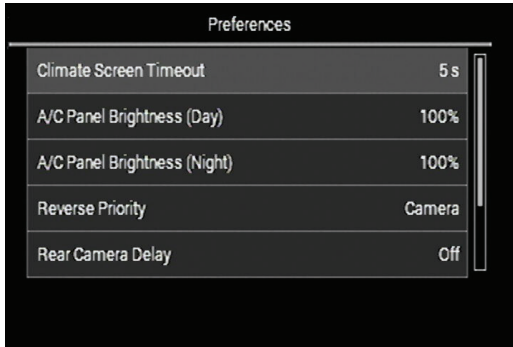 Preferences
Climate Screen Timeout 5 s
A/C Panel Brightness (Day) 100%
A/C Panel Brightness (Night) 100%
Reverse Priority Camera
Rear Camera Delay Off